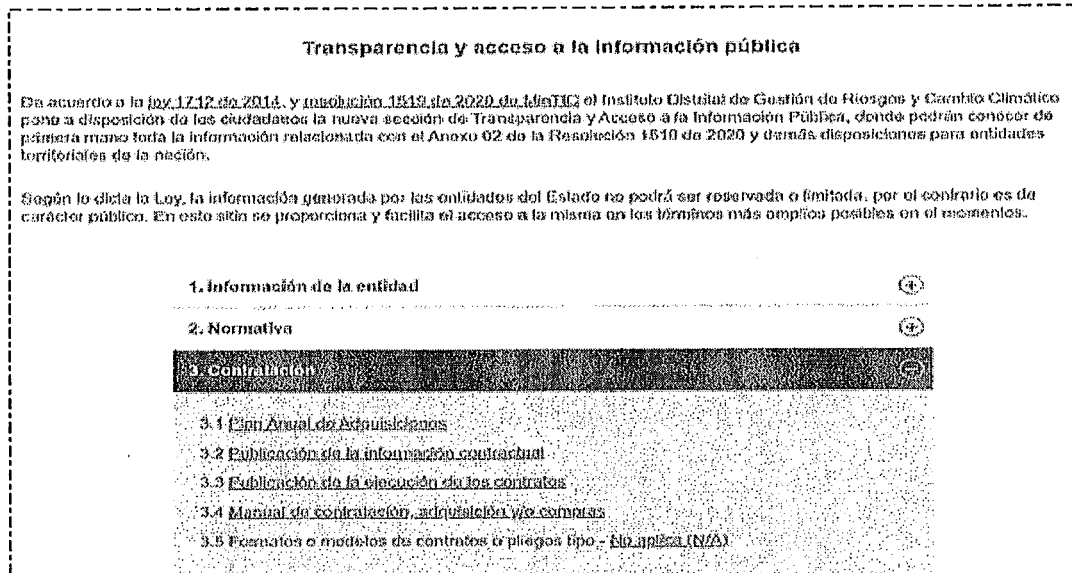 Transparencia y acceso a la información pública
De acuerdo a la ley 1712 de 2014, y resolución 1519 de 2020 de MinTIC el Instituto Distrital de Gestión de Riesgos y Cambio Climático
pone a disposición de los ciudadanos la nueva sección de Transparencia y Acceso a la Información Pública, donde podrán conocer de
primera mano toda la información relacionada con el Anexo 02 de la Resolución 1519 de 2020 y demás disposiciones para entidades
territoriales de la nación.
Según lo dicta la Ley, la información generada por las entidades del Estado no podrá ser reservada o limitada, por el contrario es de
carácter público. En este sitio se proporciona y facilita el acceso a la misma en los términos más amplios posibles en el momentos.
1. Información de la entidad
2. Normativa
3. Contratación
3.1 Plan Anual de Adquisiciones
3.2 Publicación de la información contractual
3.3 Publicación de la ejecución de los contratos
3.4 Manual de contratación, adquisición y/o compras
3.5 Formatos o modelos de contratos o pliegos tipo - No aplica (N/A)